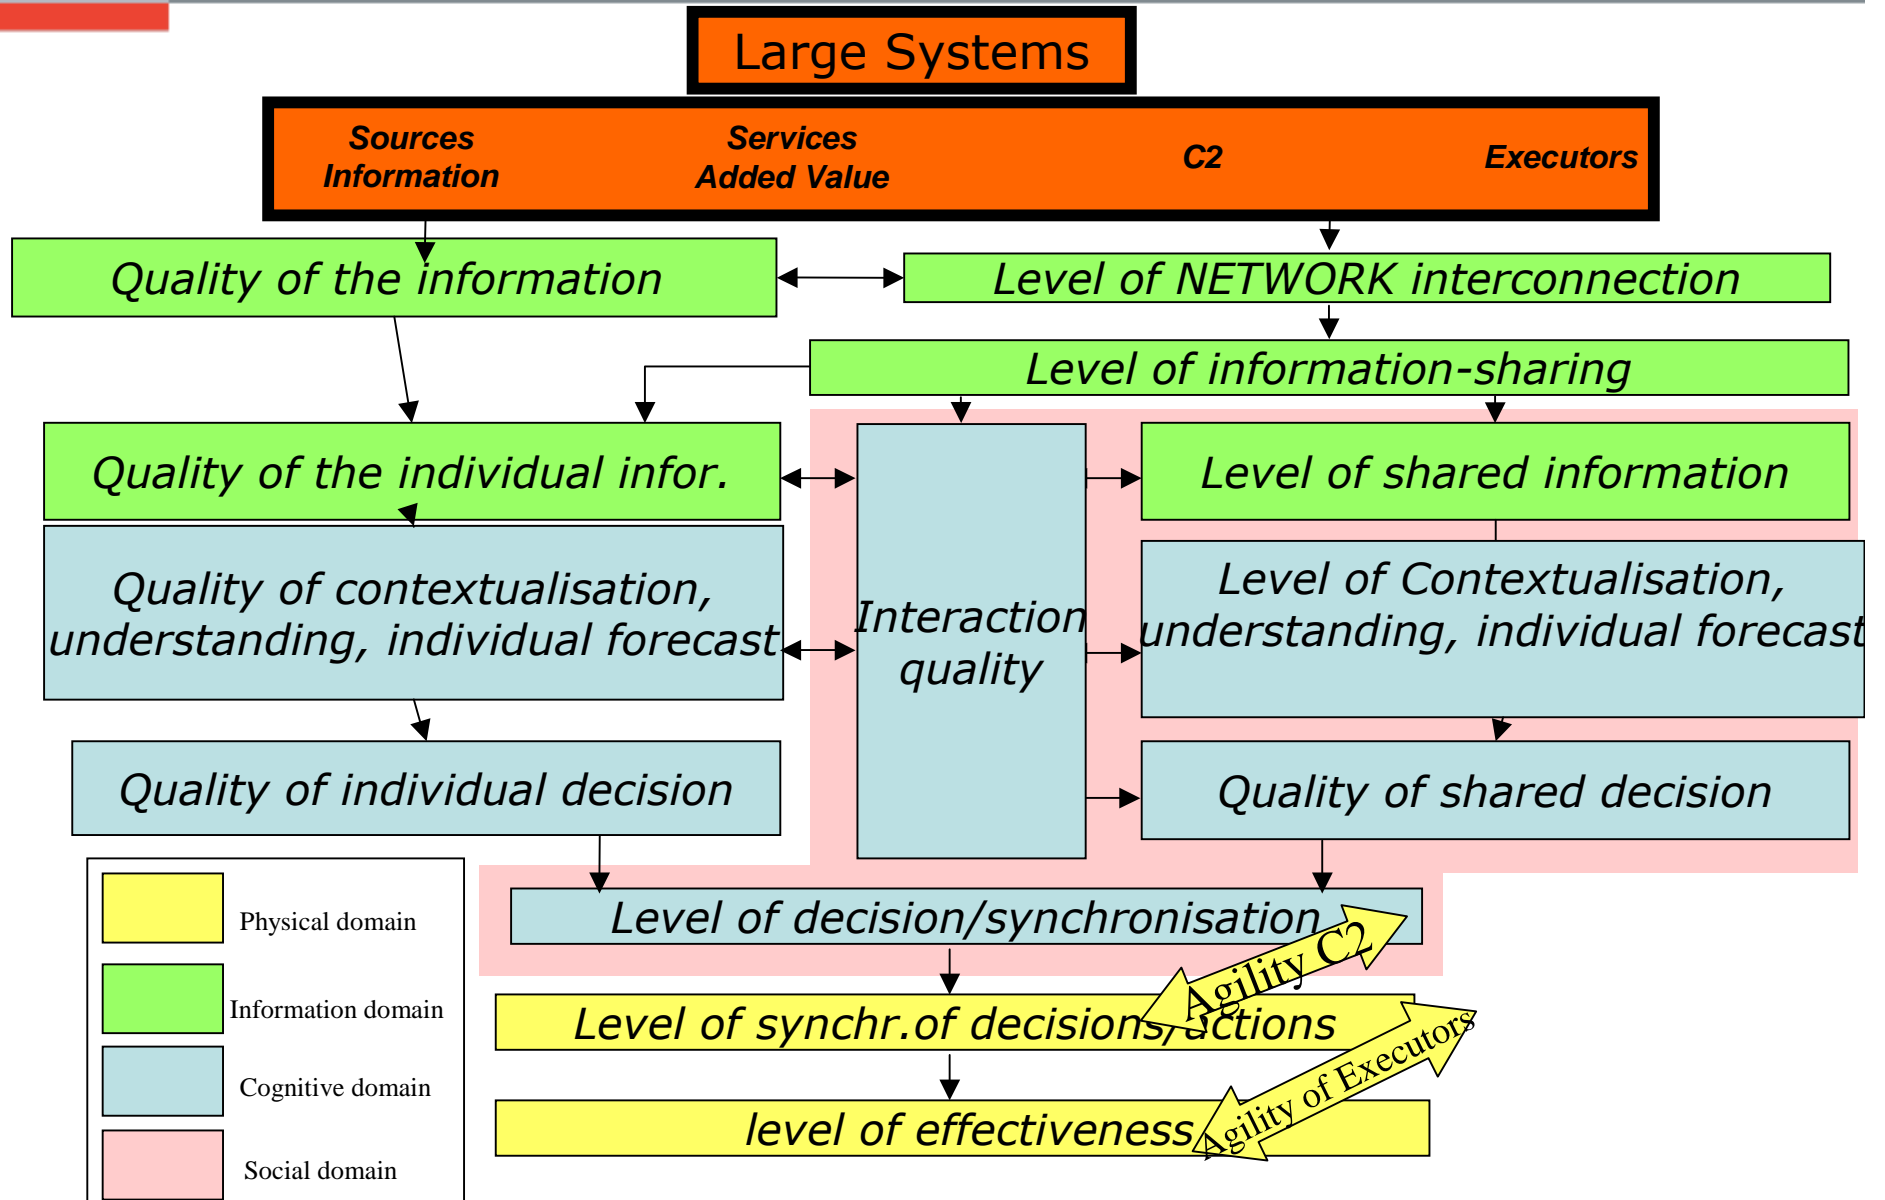 Large Systems
Sources
Information
Services
Added Value
C2
Executors
Quality of the information
Level of NETWORK interconnection
Level of information-sharing
Quality of the individual infor.
Level of shared information
Quality of contextualisation,
understanding, individual forecast
Interaction
quality
Level of Contextualisation,
understanding, individual forecast
Quality of individual decision
Quality of shared decision
Level of decision/synchronisation
Agility C2
Level of synchr.of decisions/actions
Agility of Executors
level of effectiveness
Physical domain
Information domain
Cognitive domain
Social domain